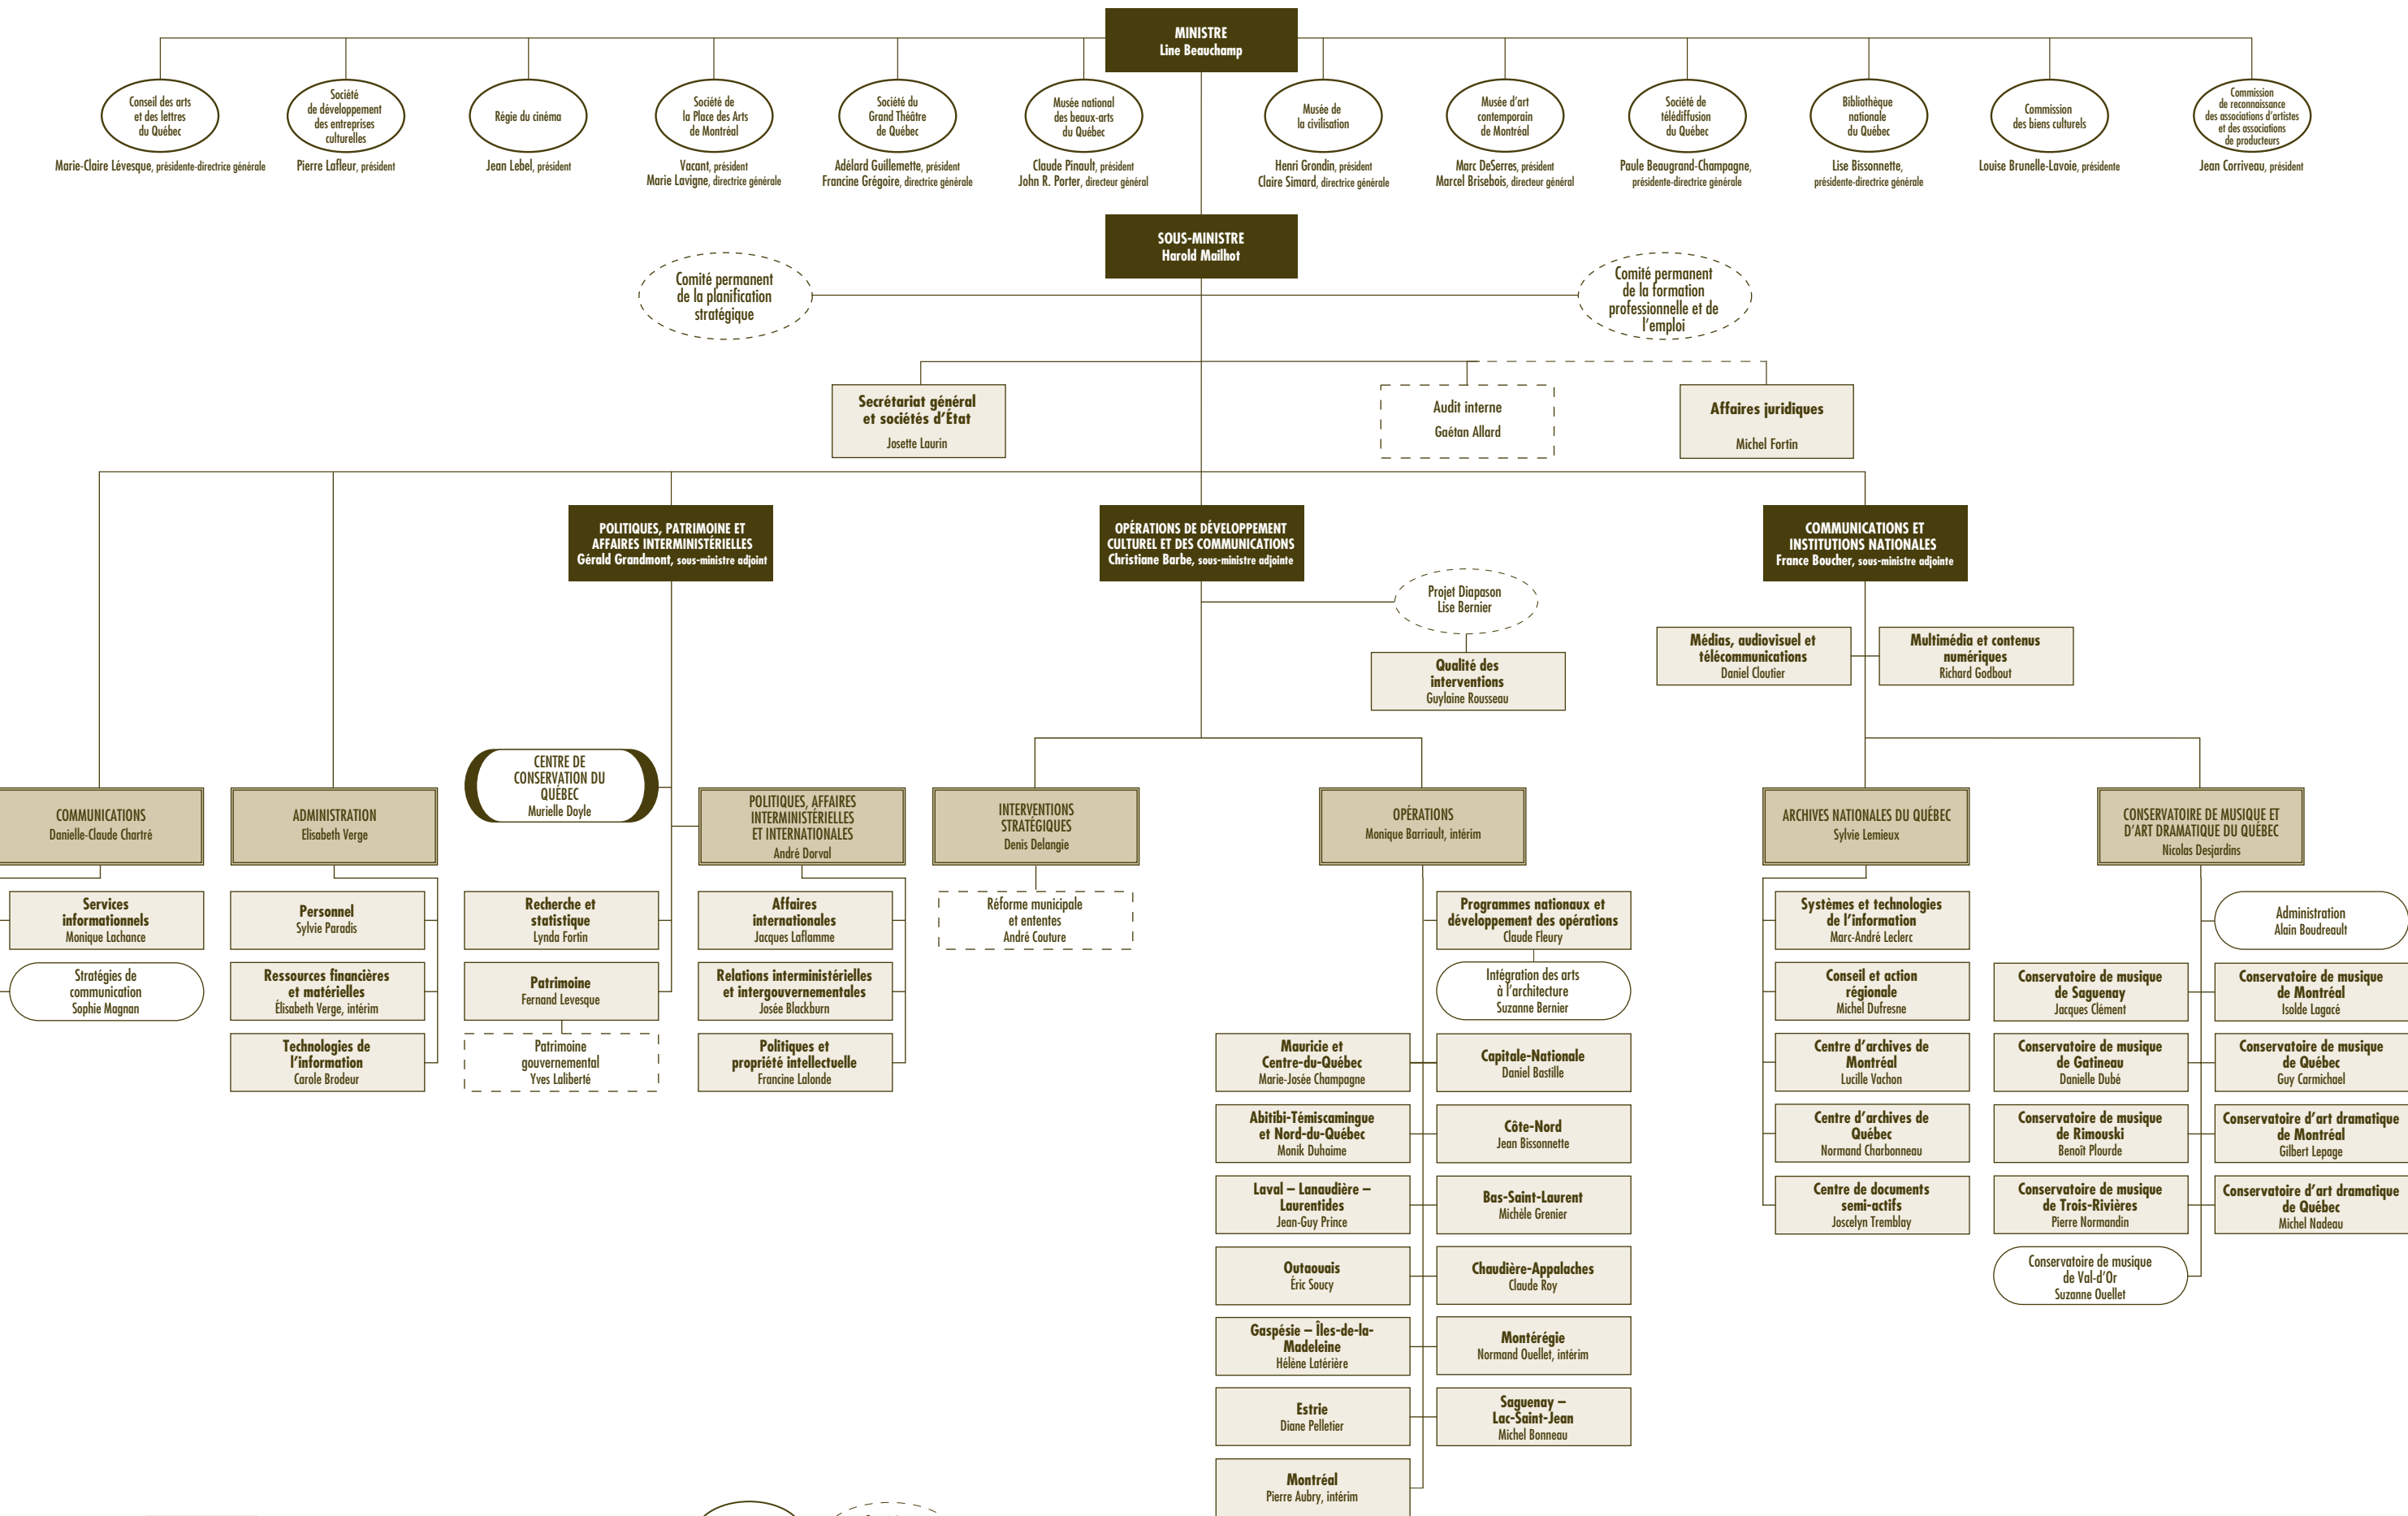 MINISTRE
Line Beauchamp
Conseil des arts
et des lettres
du Québec
Marie-Claire Lévesque, présidente-directrice générale
Société
de développement
des entreprises
culturelles
Pierre Lafleur, président
Régie du cinéma
Jean Lebel, président
Société de
la Place des Arts
de Montréal
Vacant, président
Marie Lavigne, directrice générale
Société du
Grand Théâtre
de Québec
Adélard Guillemette, président
Francine Grégoire, directrice générale
Musée national
des beaux-arts
du Québec
Claude Pinault, président
John R. Porter, directeur général
Musée de
la civilisation
Henri Grondin, président
Claire Simard, directrice générale
Musée d'art
contemporain
de Montréal
Marc DeSerres, président
Marcel Brisebois, directeur général
Société de
télédiffusion
du Québec
Paule Beaugrand-Champagne,
présidente-directrice générale
Bibliothèque
nationale
du Québec
Lise Bissonnette,
présidente-directrice générale
Commission
des biens culturels
Louise Brunelle-Lavoie, présidente
Commission
de reconnaissance
des associations d'artistes
et des associations
de producteurs
Jean Corriveau, président
SOUS-MINISTRE
Harold Mailhot
Comité permanent
de la planification
stratégique
Comité permanent
de la formation
professionnelle et de
l'emploi
Secrétariat général
et sociétés d'État
Josette Laurin
Audit interne
Gaétan Allard
Affaires juridiques
Michel Fortin
POLITIQUES, PATRIMOINE ET
AFFAIRES INTERMINISTÉRIELLES
Gérald Grandmont, sous-ministre adjoint
OPÉRATIONS DE DÉVELOPPEMENT
CULTUREL ET DES COMMUNICATIONS
Christiane Barbe, sous-ministre adjointe
COMMUNICATIONS ET
INSTITUTIONS NATIONALES
France Boucher, sous-ministre adjointe
Projet Diapason
Lise Bernier
Qualité des
interventions
Guylaine Rousseau
Médias, audiovisuel et
télécommunications
Daniel Cloutier
Multimédia et contenus
numériques
Richard Godbout
COMMUNICATIONS
Danielle-Claude Chartré
ADMINISTRATION
Elisabeth Verge
CENTRE DE
CONSERVATION DU
QUÉBEC
Murielle Doyle
POLITIQUES, AFFAIRES
INTERMINISTÉRIELLES
ET INTERNATIONALES
André Dorval
INTERVENTIONS
STRATÉGIQUES
Denis Delangie
OPÉRATIONS
Monique Barriault, intérim
ARCHIVES NATIONALES DU QUÉBEC
Sylvie Lemieux
CONSERVATOIRE DE MUSIQUE ET
D'ART DRAMATIQUE DU QUÉBEC
Nicolas Desjardins
Services
informationnels
Monique Lachance
Stratégies de
communication
Sophie Magnan
Personnel
Sylvie Paradis
Ressources financières
et matérielles
Élisabeth Verge, intérim
Technologies de
l'information
Carole Brodeur
Recherche et
statistique
Lynda Fortin
Patrimoine
Fernand Levesque
Patrimoine
gouvernemental
Yves Laliberté
Affaires
internationales
Jacques Laflamme
Relations interministérielles
et intergouvernementales
Josée Blackburn
Politiques et
propriété intellectuelle
Francine Lalonde
Réforme municipale
et ententes
André Couture
Programmes nationaux et
développement des opérations
Claude Fleury
Intégration des arts
à l'architecture
Suzanne Bernier
Mauricie et
Centre-du-Québec
Marie-Josée Champagne
Capitale-Nationale
Daniel Bastille
Abitibi-Témiscamingue
et Nord-du-Québec
Monik Duhaime
Côte-Nord
Jean Bissonnette
Laval – Lanaudière –
Laurentides
Jean-Guy Prince
Bas-Saint-Laurent
Michèle Grenier
Outaouais
Éric Soucy
Chaudière-Appalaches
Claude Roy
Gaspésie – Îles-de-la-
Madeleine
Hélène Latérière
Montérégie
Normand Ouellet, intérim
Estrie
Diane Pelletier
Saguenay –
Lac-Saint-Jean
Michel Bonneau
Montréal
Pierre Aubry, intérim
Systèmes et technologies
de l'information
Marc-André Leclerc
Conseil et action
régionale
Michel Dufresne
Centre d'archives de
Montréal
Lucille Vachon
Centre d'archives de
Québec
Normand Charbonneau
Centre de documents
semi-actifs
Joscelyn Tremblay
Administration
Alain Boudreault
Conservatoire de musique
de Saguenay
Jacques Clément
Conservatoire de musique
de Montréal
Isolde Lagacé
Conservatoire de musique
de Gatineau
Danielle Dubé
Conservatoire de musique
de Québec
Guy Carmichael
Conservatoire de musique
de Rimouski
Benoît Plourde
Conservatoire d'art dramatique
de Montréal
Gilbert Lepage
Conservatoire de musique
de Trois-Rivières
Pierre Normandin
Conservatoire d'art dramatique
de Québec
Michel Nadeau
Conservatoire de musique
de Val-d'Or
Suzanne Ouellet